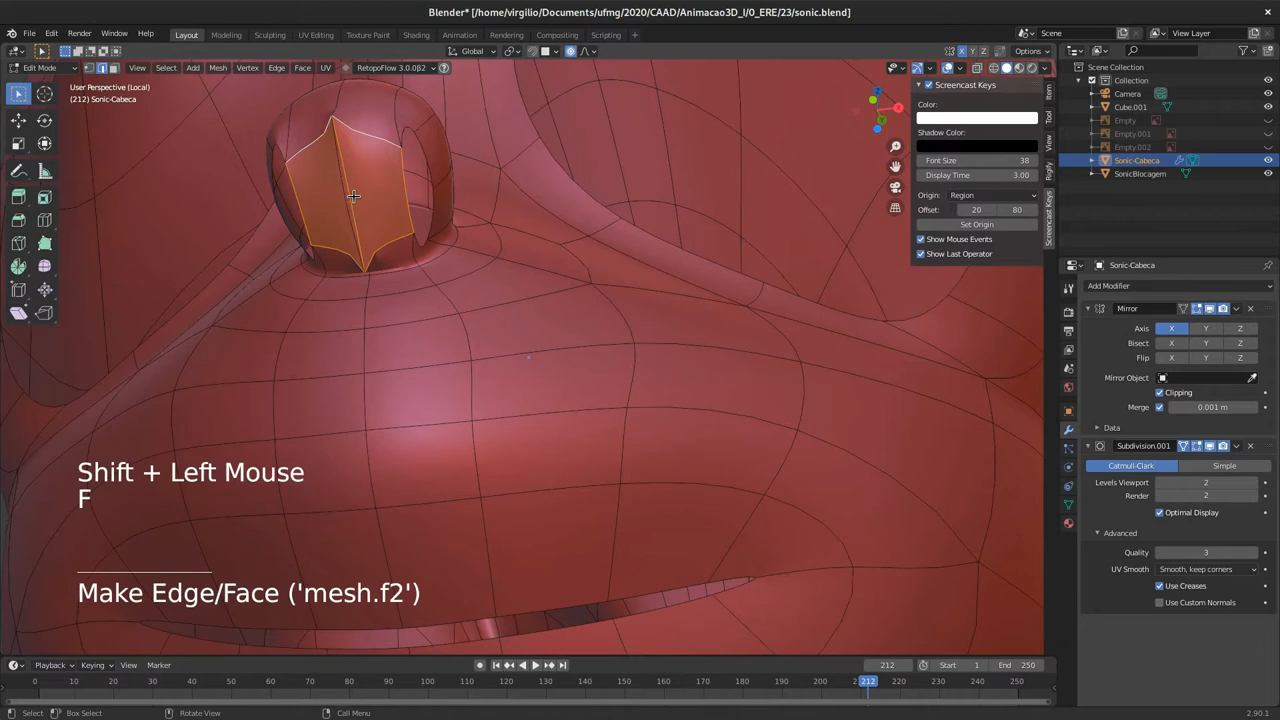 Blender* [/home/virgilio/Documents/ufmg/2020/CAAD/Animacao3D_I/0_ERE/23/sonic.blend]
File Edit Render Window Help Layout Modeling Sculpting UV Editing Texture Paint Shading Animation Rendering Compositing Scripting + Scene View Layer
Global X Y Z Options Scene Collection
Edit Mode View Select Add Mesh Vertex Edge Face UV RetopoFlow 3.0.0β2
User Perspective (Local)
(212) Sonic-Cabeca
Screencast Keys
Color:
Shadow Color:
Font Size 38
Display Time 3.00
Origin: Region
Offset: 20 80
Set Origin
Show Mouse Events
Show Last Operator
Item
Tool
View
Rigify
Screencast Keys
Collection
Camera
Cube.001
Empty
Empty.001
Empty.002
Sonic-Cabeca
SonicBlocagem
Sonic-Cabeca
Add Modifier
Mirror
Axis X Y Z
Bisect X Y Z
Flip X Y Z
Mirror Object
Clipping
Merge 0.001 m
Data
Subdivision.001
Catmull-Clark Simple
Levels Viewport 2
Render 2
Optimal Display
Advanced
Quality 3
UV Smooth Smooth, keep corners
Use Creases
Use Custom Normals
Shift + Left Mouse
F
Make Edge/Face ('mesh.f2')
Playback Keying View Marker 212 Start 1 End 250
0 10 20 30 40 50 60 70 80 90 100 110 120 130 140 150 160 170 180 190 200 212 220 230 240 250
Select Box Select Rotate View Call Menu 2.90.1